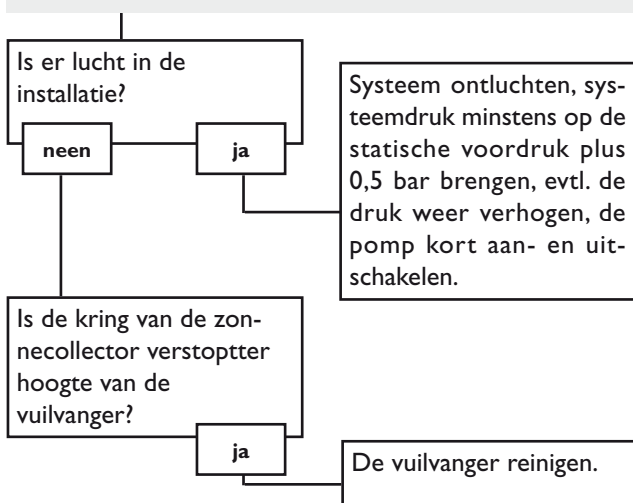 Is er lucht in de
installatie?
neen
ja
Systeem ontluchten, sys-
teemdruk minstens op de
statische voordruk plus
0,5 bar brengen, evtl. de
druk weer verhogen, de
pomp kort aan- en uit-
schakelen.
Is de kring van de zon-
necollector verstoptter
hoogte van de
vuilvanger?
ja
De vuilvanger reinigen.